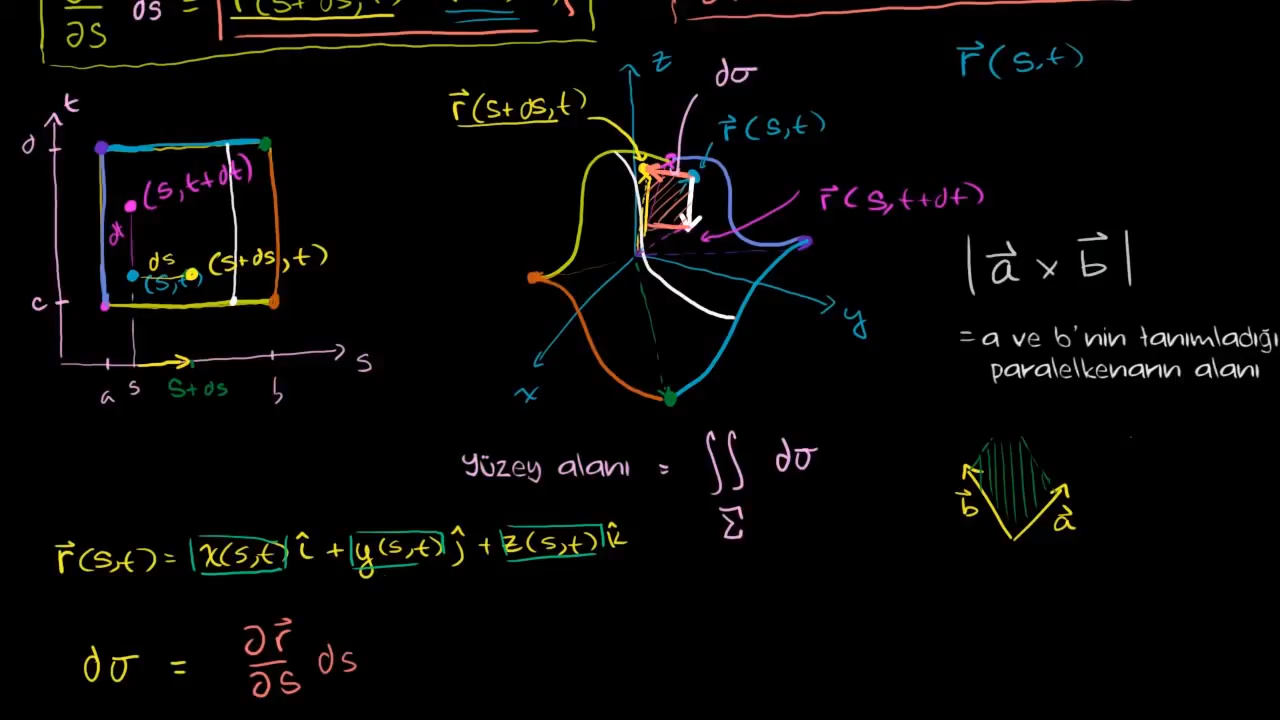 ∂s ds =
r⃗(s+ds,t)
z
dσ
r⃗(s,t)
t
r⃗(s+ds,t)
r⃗(s,t)
d
(s,t+dt)
r⃗(s,t+dt)
dt
ds
(s+ds,t)
(s,t)
|a⃗ x b⃗|
c
y
s
= a ve b'nin tanımladığı
paralelkenarın alanı
a s s+ds b
x
yüzey alanı = ∬ dσ
Σ
b⃗ a⃗
r⃗(s,t) = x(s,t) î + y(s,t) ĵ + z(s,t) k̂
dσ = ∂r⃗/∂s ds